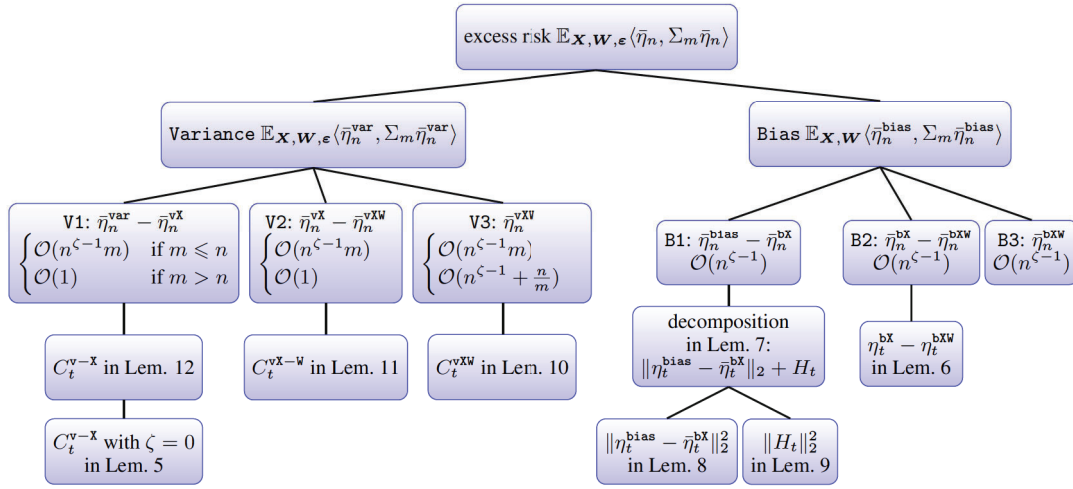 excess risk 𝔼_{X,W,ε}⟨η̄_n, Σ_m η̄_n⟩
Variance 𝔼_{X,W,ε}⟨η̄_n^{var}, Σ_m η̄_n^{var}⟩
Bias 𝔼_{X,W}⟨η̄_n^{bias}, Σ_m η̄_n^{bias}⟩
V1: η̄_n^{var} − η̄_n^{vX}
{ 𝒪(n^{ζ−1}m) if m ⩽ n
𝒪(1) if m > n
V2: η̄_n^{vX} − η̄_n^{vXW}
{ 𝒪(n^{ζ−1}m)
𝒪(1)
V3: η̄_n^{vXW}
{ 𝒪(n^{ζ−1}m)
𝒪(n^{ζ−1} + n/m)
B1: η̄_n^{bias} − η̄_n^{bX}
𝒪(n^{ζ−1})
B2: η̄_n^{bX} − η̄_n^{bXW}
𝒪(n^{ζ−1})
B3: η̄_n^{bXW}
𝒪(n^{ζ−1})
C_t^{v−X} in Lem. 12
C_t^{vX−W} in Lem. 11
C_t^{vXW} in Lem. 10
decomposition
in Lem. 7:
‖η_t^{bias} − η̄_t^{bX}‖_2 + H_t
η_t^{bX} − η_t^{bXW}
in Lem. 6
C_t^{v−X} with ζ = 0
in Lem. 5
‖η_t^{bias} − η̄_t^{bX}‖_2^2
in Lem. 8
‖H_t‖_2^2
in Lem. 9